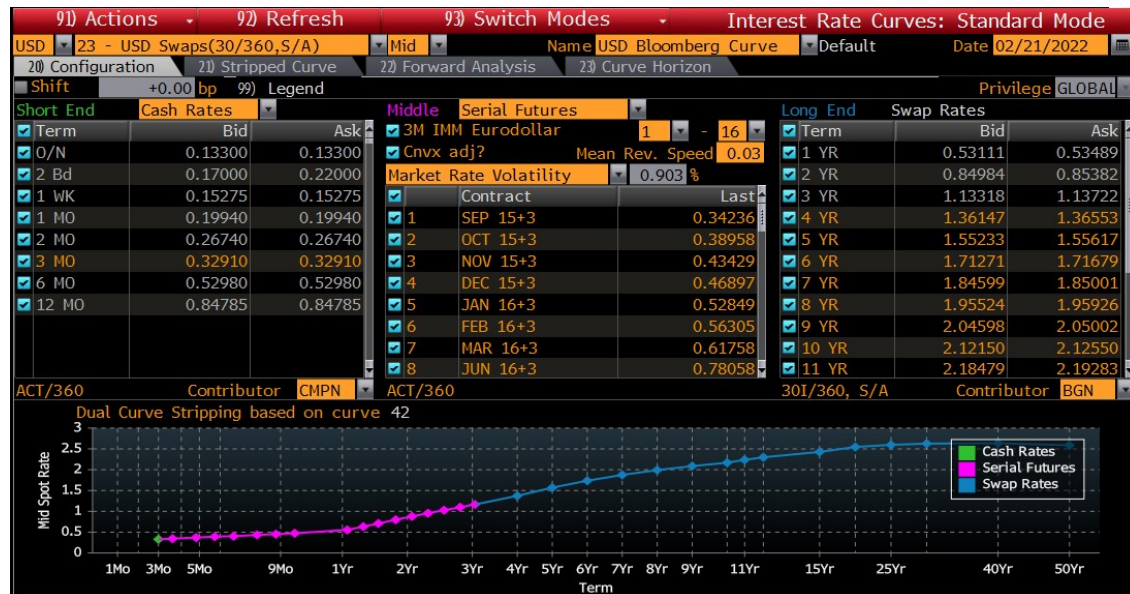 91) Actions 92) Refresh 93) Switch Modes Interest Rate Curves: Standard Mode
USD 23 - USD Swaps(30/360,S/A) Mid Name USD Bloomberg Curve Default Date 02/21/2022
20) Configuration 21) Stripped Curve 22) Forward Analysis 23) Curve Horizon
Shift +0.00 bp 99) Legend Privilege GLOBAL
Short End Cash Rates Middle Serial Futures Long End Swap Rates
Term Bid Ask 3M IMM Eurodollar 1 - 16 Term Bid Ask
O/N 0.13300 0.13300 Cnvx adj? Mean Rev. Speed 0.03 1 YR 0.53111 0.53489
2 Bd 0.17000 0.22000 Market Rate Volatility 0.903 % 2 YR 0.84984 0.85382
1 WK 0.15275 0.15275 Contract Last 3 YR 1.13318 1.13722
1 MO 0.19940 0.19940 1 SEP 15+3 0.34236 4 YR 1.36147 1.36553
2 MO 0.26740 0.26740 2 OCT 15+3 0.38958 5 YR 1.55233 1.55617
3 MO 0.32910 0.32910 3 NOV 15+3 0.43429 6 YR 1.71271 1.71679
6 MO 0.52980 0.52980 4 DEC 15+3 0.46897 7 YR 1.84599 1.85001
12 MO 0.84785 0.84785 5 JAN 16+3 0.52849 8 YR 1.95524 1.95926
6 FEB 16+3 0.56305 9 YR 2.04598 2.05002
7 MAR 16+3 0.61758 10 YR 2.12150 2.12550
8 JUN 16+3 0.78058 11 YR 2.18479 2.19283
ACT/360 Contributor CMPN ACT/360 30I/360, S/A Contributor BGN
Dual Curve Stripping based on curve 42
3
2.5
2
1.5
1
0.5
0
Mid Spot Rate
Cash Rates
Serial Futures
Swap Rates
1Mo 3Mo 5Mo 9Mo 1Yr 2Yr 3Yr 4Yr 5Yr 6Yr 7Yr 8Yr 9Yr 11Yr 15Yr 25Yr 40Yr 50Yr
Term